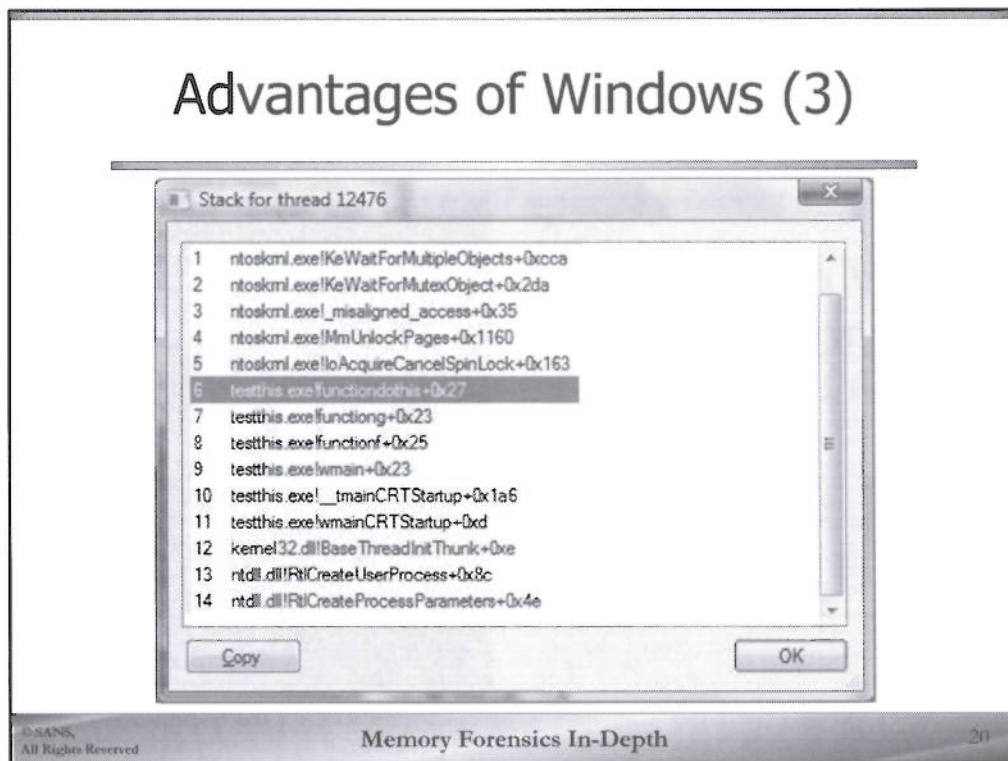 Advantages of Windows (3)
Stack for thread 12476
1 ntoskrnl.exe!KeWaitForMultipleObjects+0xcca
2 ntoskrnl.exe!KeWaitForMutexObject+0x2da
3 ntoskrnl.exe!_misaligned_access+0x35
4 ntoskrnl.exe!MmUnlockPages+0x1160
5 ntoskrnl.exe!IoAcquireCancelSpinLock+0x163
6 testthis.exe!functiondothis+0x27
7 testthis.exe!functiong+0x23
8 testthis.exe!functionf+0x25
9 testthis.exe!wmain+0x23
10 testthis.exe!__tmainCRTStartup+0x1a6
11 testthis.exe!wmainCRTStartup+0xd
12 kernel32.dll!BaseThreadInitThunk+0xe
13 ntdll.dll!RtlCreateUserProcess+0x8c
14 ntdll.dll!RtlCreateProcessParameters+0x4e
Copy
OK
© SANS,
All Rights Reserved
Memory Forensics In-Depth
20